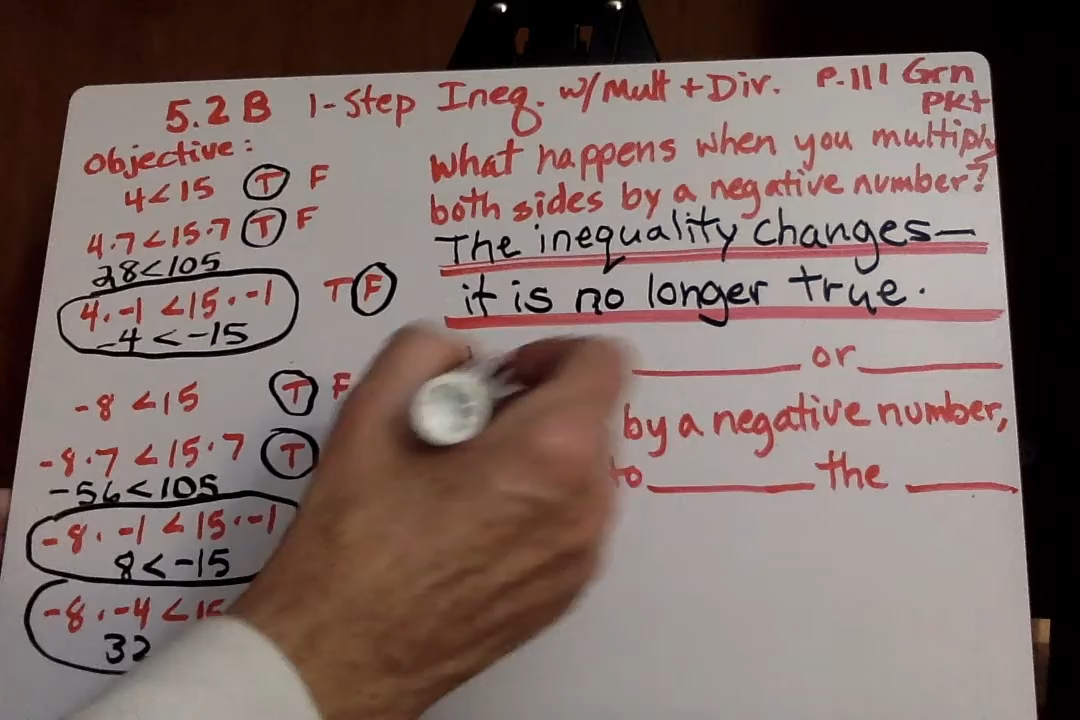 5.2 B 1-Step Ineq. w/Mult + Div. P. 111 Grn
Pkt
Objective:
4 < 15 T F
4·7 < 15·7 T F
28 < 105
4·-1 < 15·-1 T F
-4 < -15
-8 < 15 T F
-8·7 < 15·7 T
-56 < 105
-8·-1 < 15·-1
8 < -15
-8·-4 < 15
32
What happens when you multiply
both sides by a negative number?
The inequality changes—
it is no longer true.
or
by a negative number,
to the